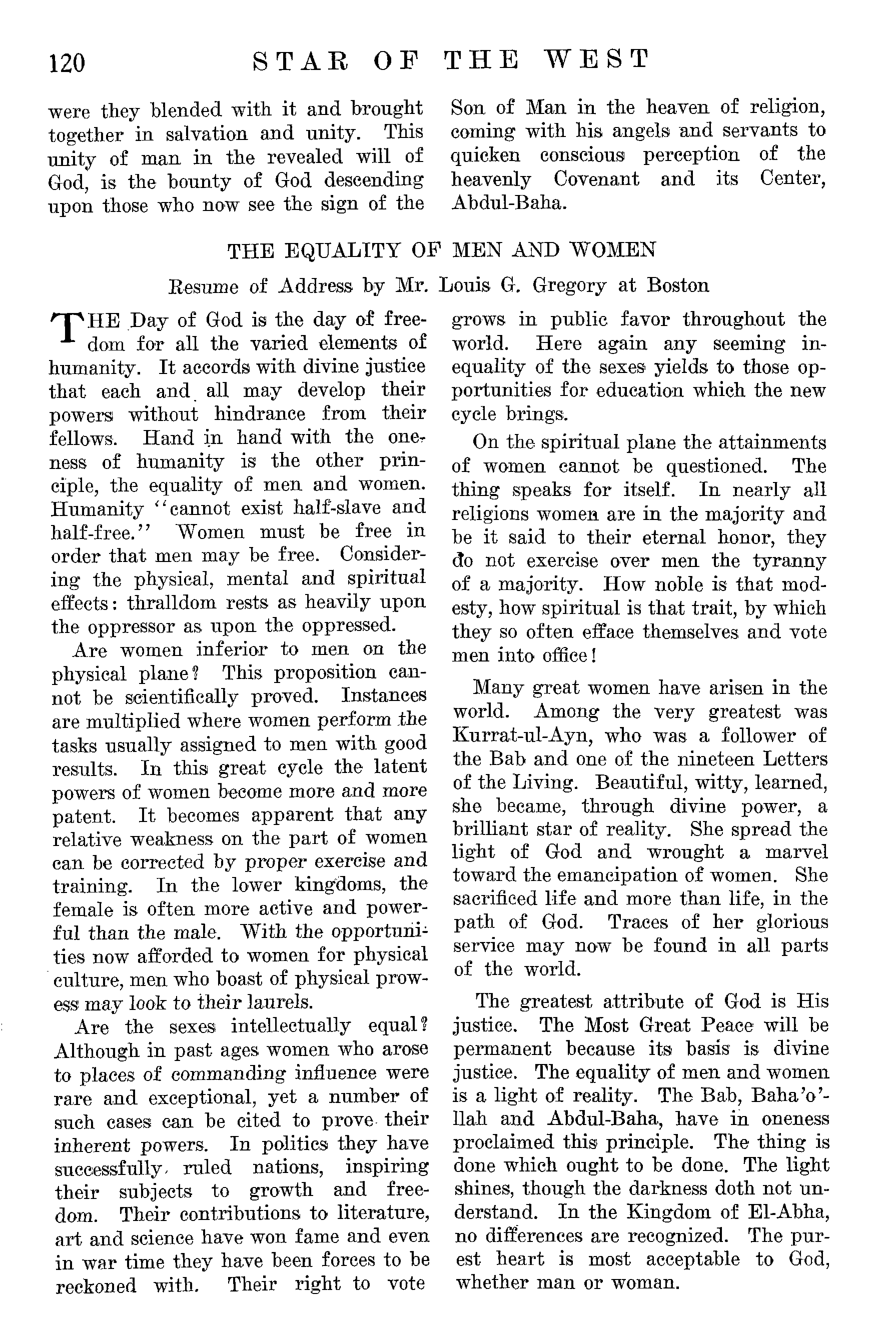 120 STAR OF THE WEST
were they blended with it and brought
together in salvation and unity. This
unity of man in the revealed will of
God, is the bounty of God descending
upon those who now see the sign of the
Son of Man in the heaven of religion,
coming with his angels and servants to
quicken conscious perception of the
heavenly Covenant and its Center,
Abdul-Baha.
THE EQUALITY OF MEN AND WOMEN
Resume of Address by Mr. Louis G. Gregory at Boston
THE Day of God is the day of free-
dom for all the varied elements of
humanity. It accords with divine justice
that each and all may develop their
powers without hindrance from their
fellows. Hand in hand with the one-
ness of humanity is the other prin-
ciple, the equality of men and women.
Humanity "cannot exist half-slave and
half-free." Women must be free in
order that men may be free. Consider-
ing the physical, mental and spiritual
effects: thralldom rests as heavily upon
the oppressor as upon the oppressed.
Are women inferior to men on the
physical plane? This proposition can-
not be scientifically proved. Instances
are multiplied where women perform the
tasks usually assigned to men with good
results. In this great cycle the latent
powers of women become more and more
patent. It becomes apparent that any
relative weakness on the part of women
can be corrected by proper exercise and
training. In the lower kingdoms, the
female is often more active and power-
ful than the male. With the opportuni-
ties now afforded to women for physical
culture, men who boast of physical prow-
ess may look to their laurels.
Are the sexes intellectually equal?
Although in past ages women who arose
to places of commanding influence were
rare and exceptional, yet a number of
such cases can be cited to prove their
inherent powers. In politics they have
successfully ruled nations, inspiring
their subjects to growth and free-
dom. Their contributions to literature,
art and science have won fame and even
in war time they have been forces to be
reckoned with. Their right to vote
grows in public favor throughout the
world. Here again any seeming in-
equality of the sexes yields to those op-
portunities for education which the new
cycle brings.
On the spiritual plane the attainments
of women cannot be questioned. The
thing speaks for itself. In nearly all
religions women are in the majority and
be it said to their eternal honor, they
do not exercise over men the tyranny
of a majority. How noble is that mod-
esty, how spiritual is that trait, by which
they so often efface themselves and vote
men into office!
Many great women have arisen in the
world. Among the very greatest was
Kurrat-ul-Ayn, who was a follower of
the Bab and one of the nineteen Letters
of the Living. Beautiful, witty, learned,
she became, through divine power, a
brilliant star of reality. She spread the
light of God and wrought a marvel
toward the emancipation of women. She
sacrificed life and more than life, in the
path of God. Traces of her glorious
service may now be found in all parts
of the world.
The greatest attribute of God is His
justice. The Most Great Peace will be
permanent because its basis is divine
justice. The equality of men and women
is a light of reality. The Bab, Baha'o'-
llah and Abdul-Baha, have in oneness
proclaimed this principle. The thing is
done which ought to be done. The light
shines, though the darkness doth not un-
derstand. In the Kingdom of El-Abha,
no differences are recognized. The pur-
est heart is most acceptable to God,
whether man or woman.